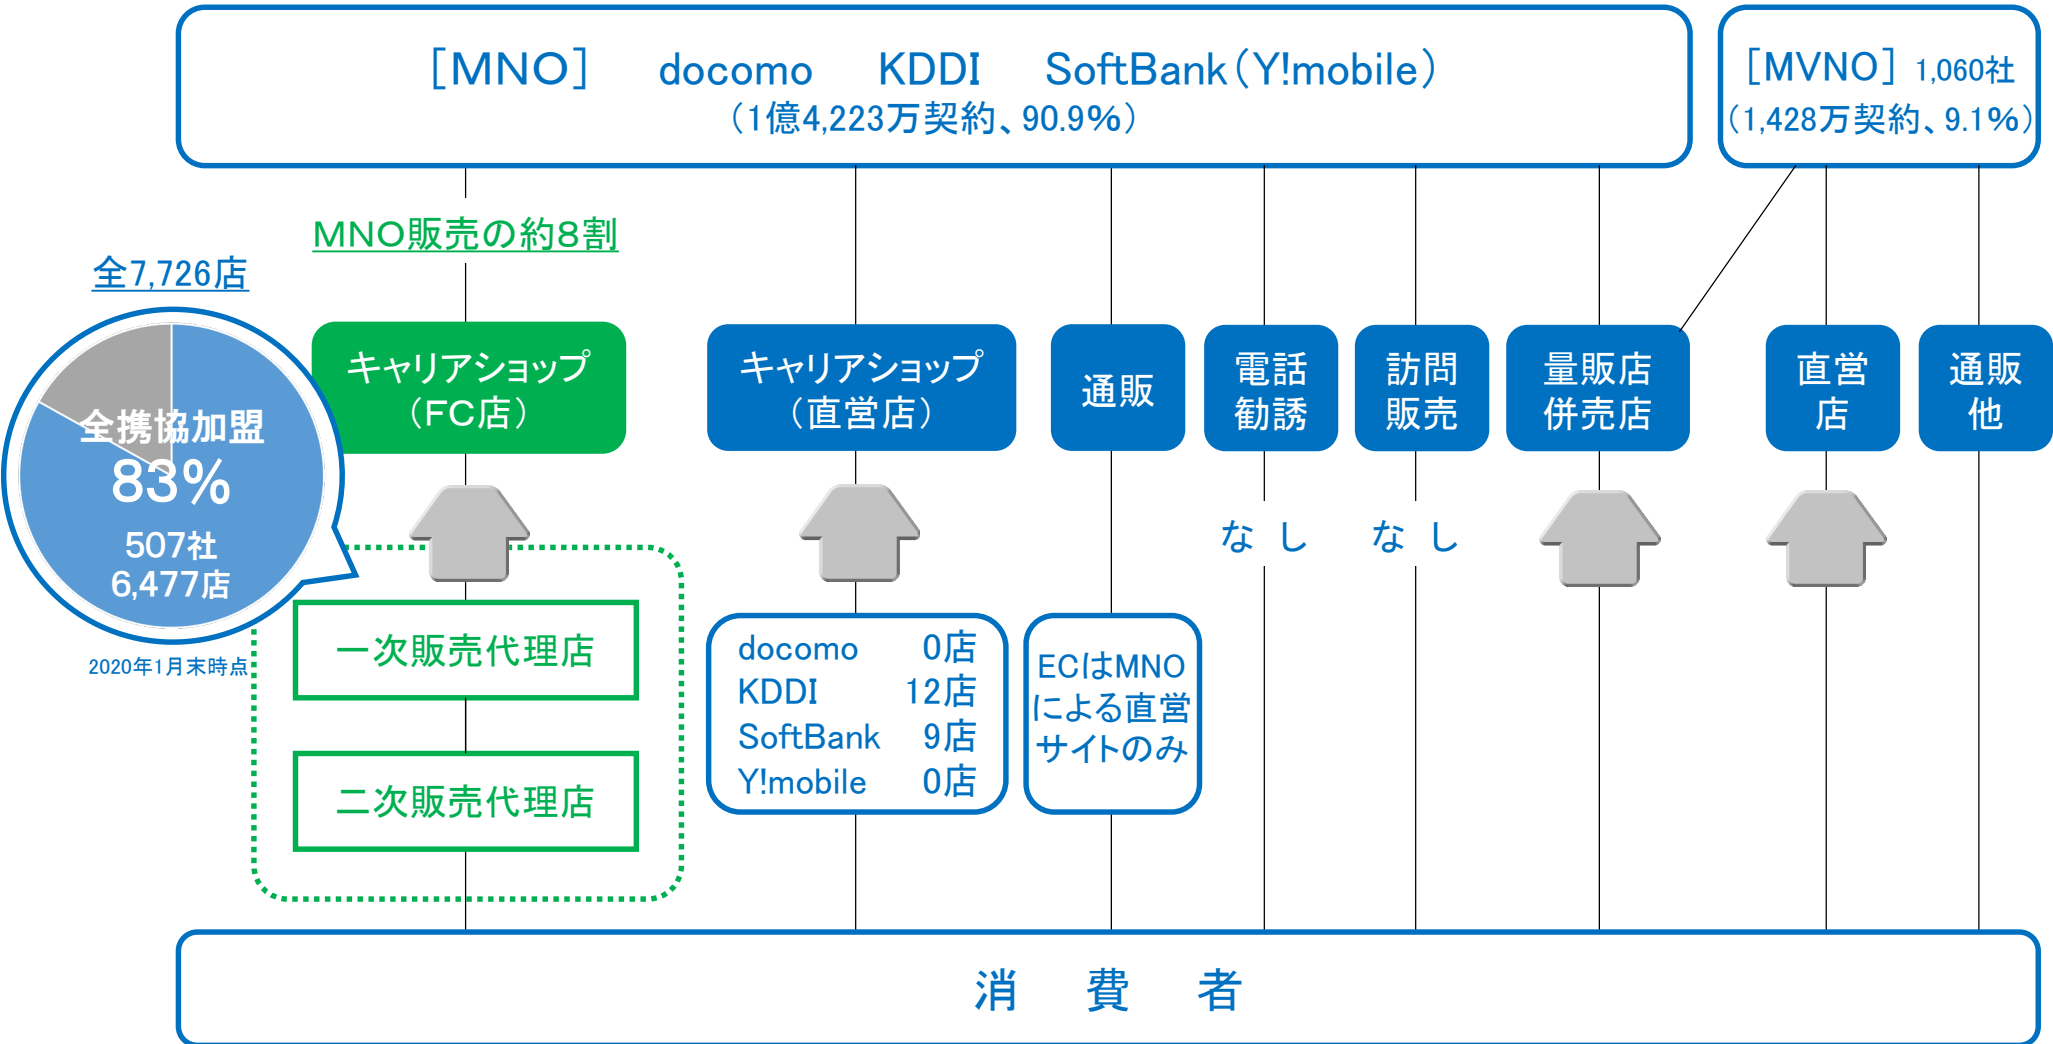 ［MNO］ docomo KDDI SoftBank（Y!mobile）
（1億4,223万契約、90.9%）
［MVNO］ 1,060社
（1,428万契約、9.1%）
MNO販売の約8割
全7,726店
全携協加盟
83%
507社
6,477店
2020年1月末時点
キャリアショップ
（FC店）
キャリアショップ
（直営店）
通販
電話
勧誘
訪問
販売
量販店
併売店
直営
店
通販
他
なし
なし
一次販売代理店
二次販売代理店
docomo 0店
KDDI 12店
SoftBank 9店
Y!mobile 0店
ECはMNO
による直営
サイトのみ
消費者